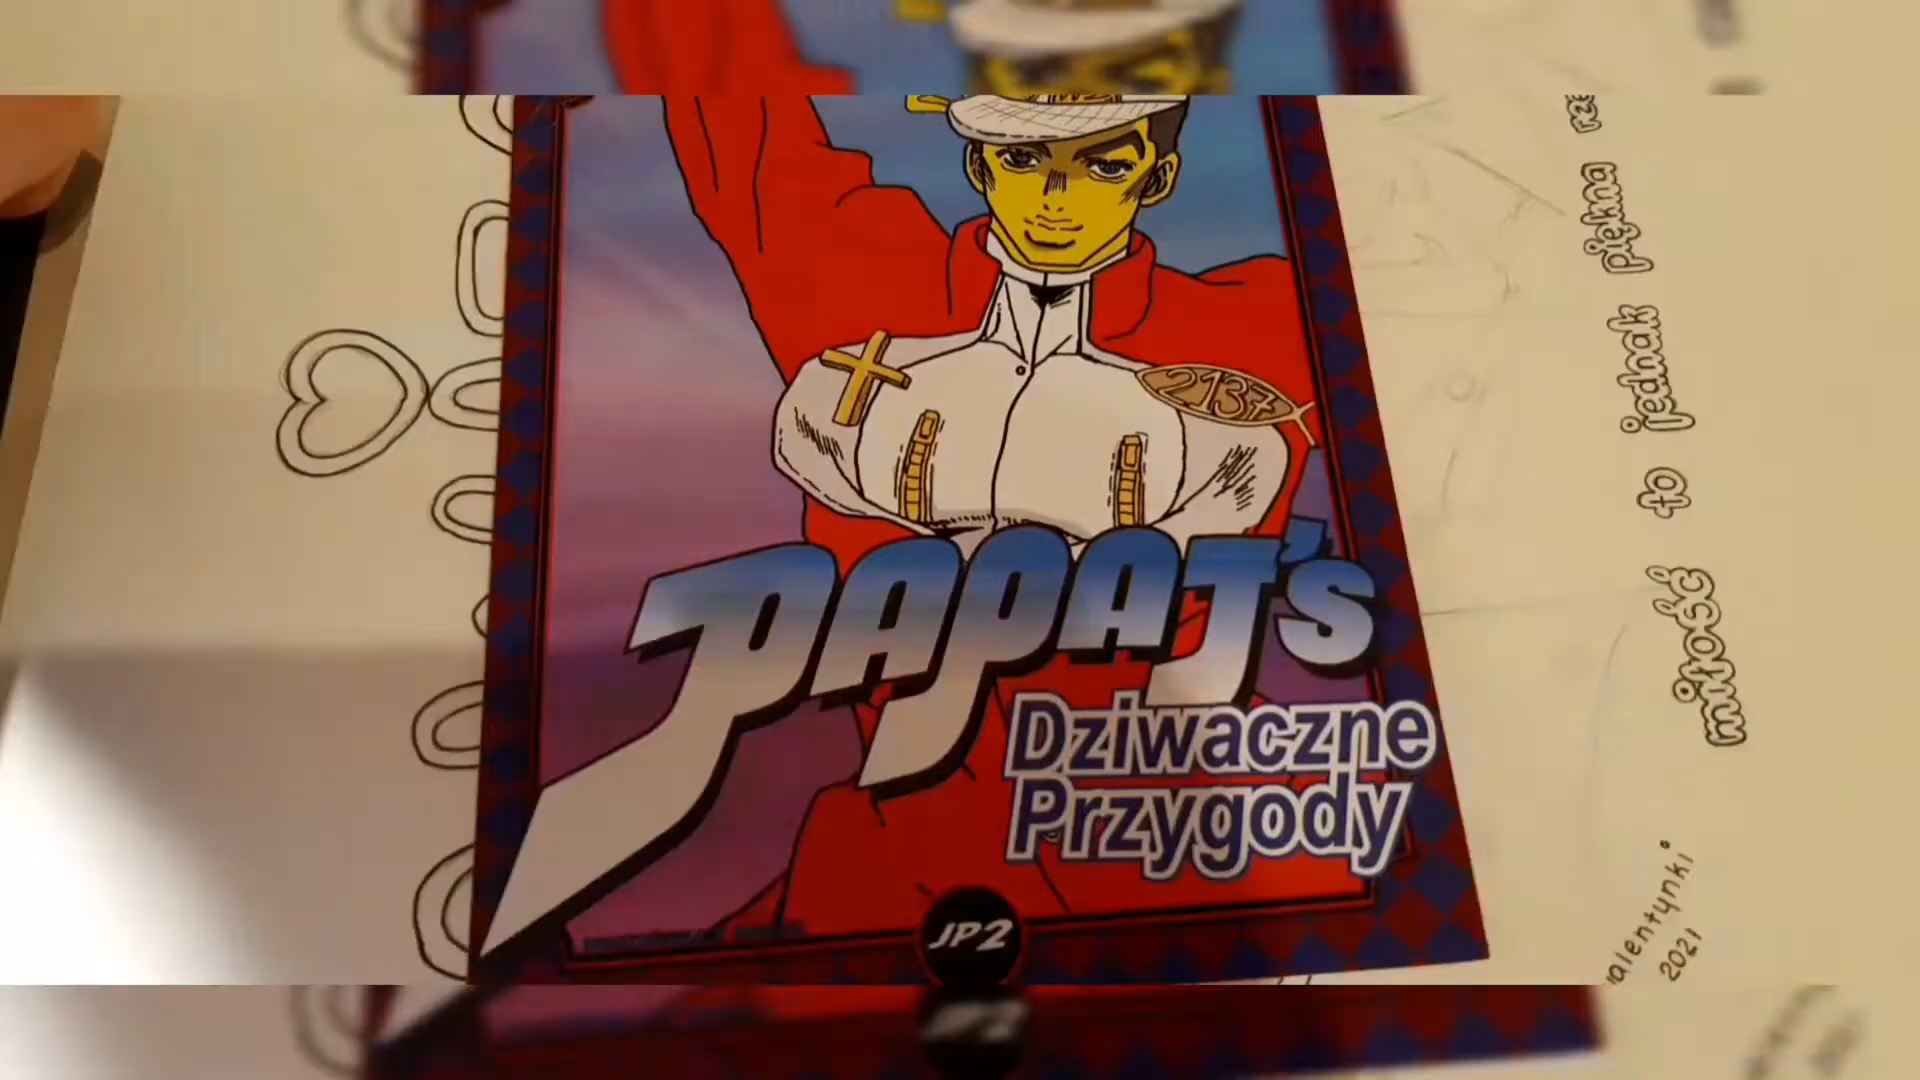 2137
PAPAJ's
Dziwaczne
Przygody
JP2
miłość to jednak piękna
walentynki
2021